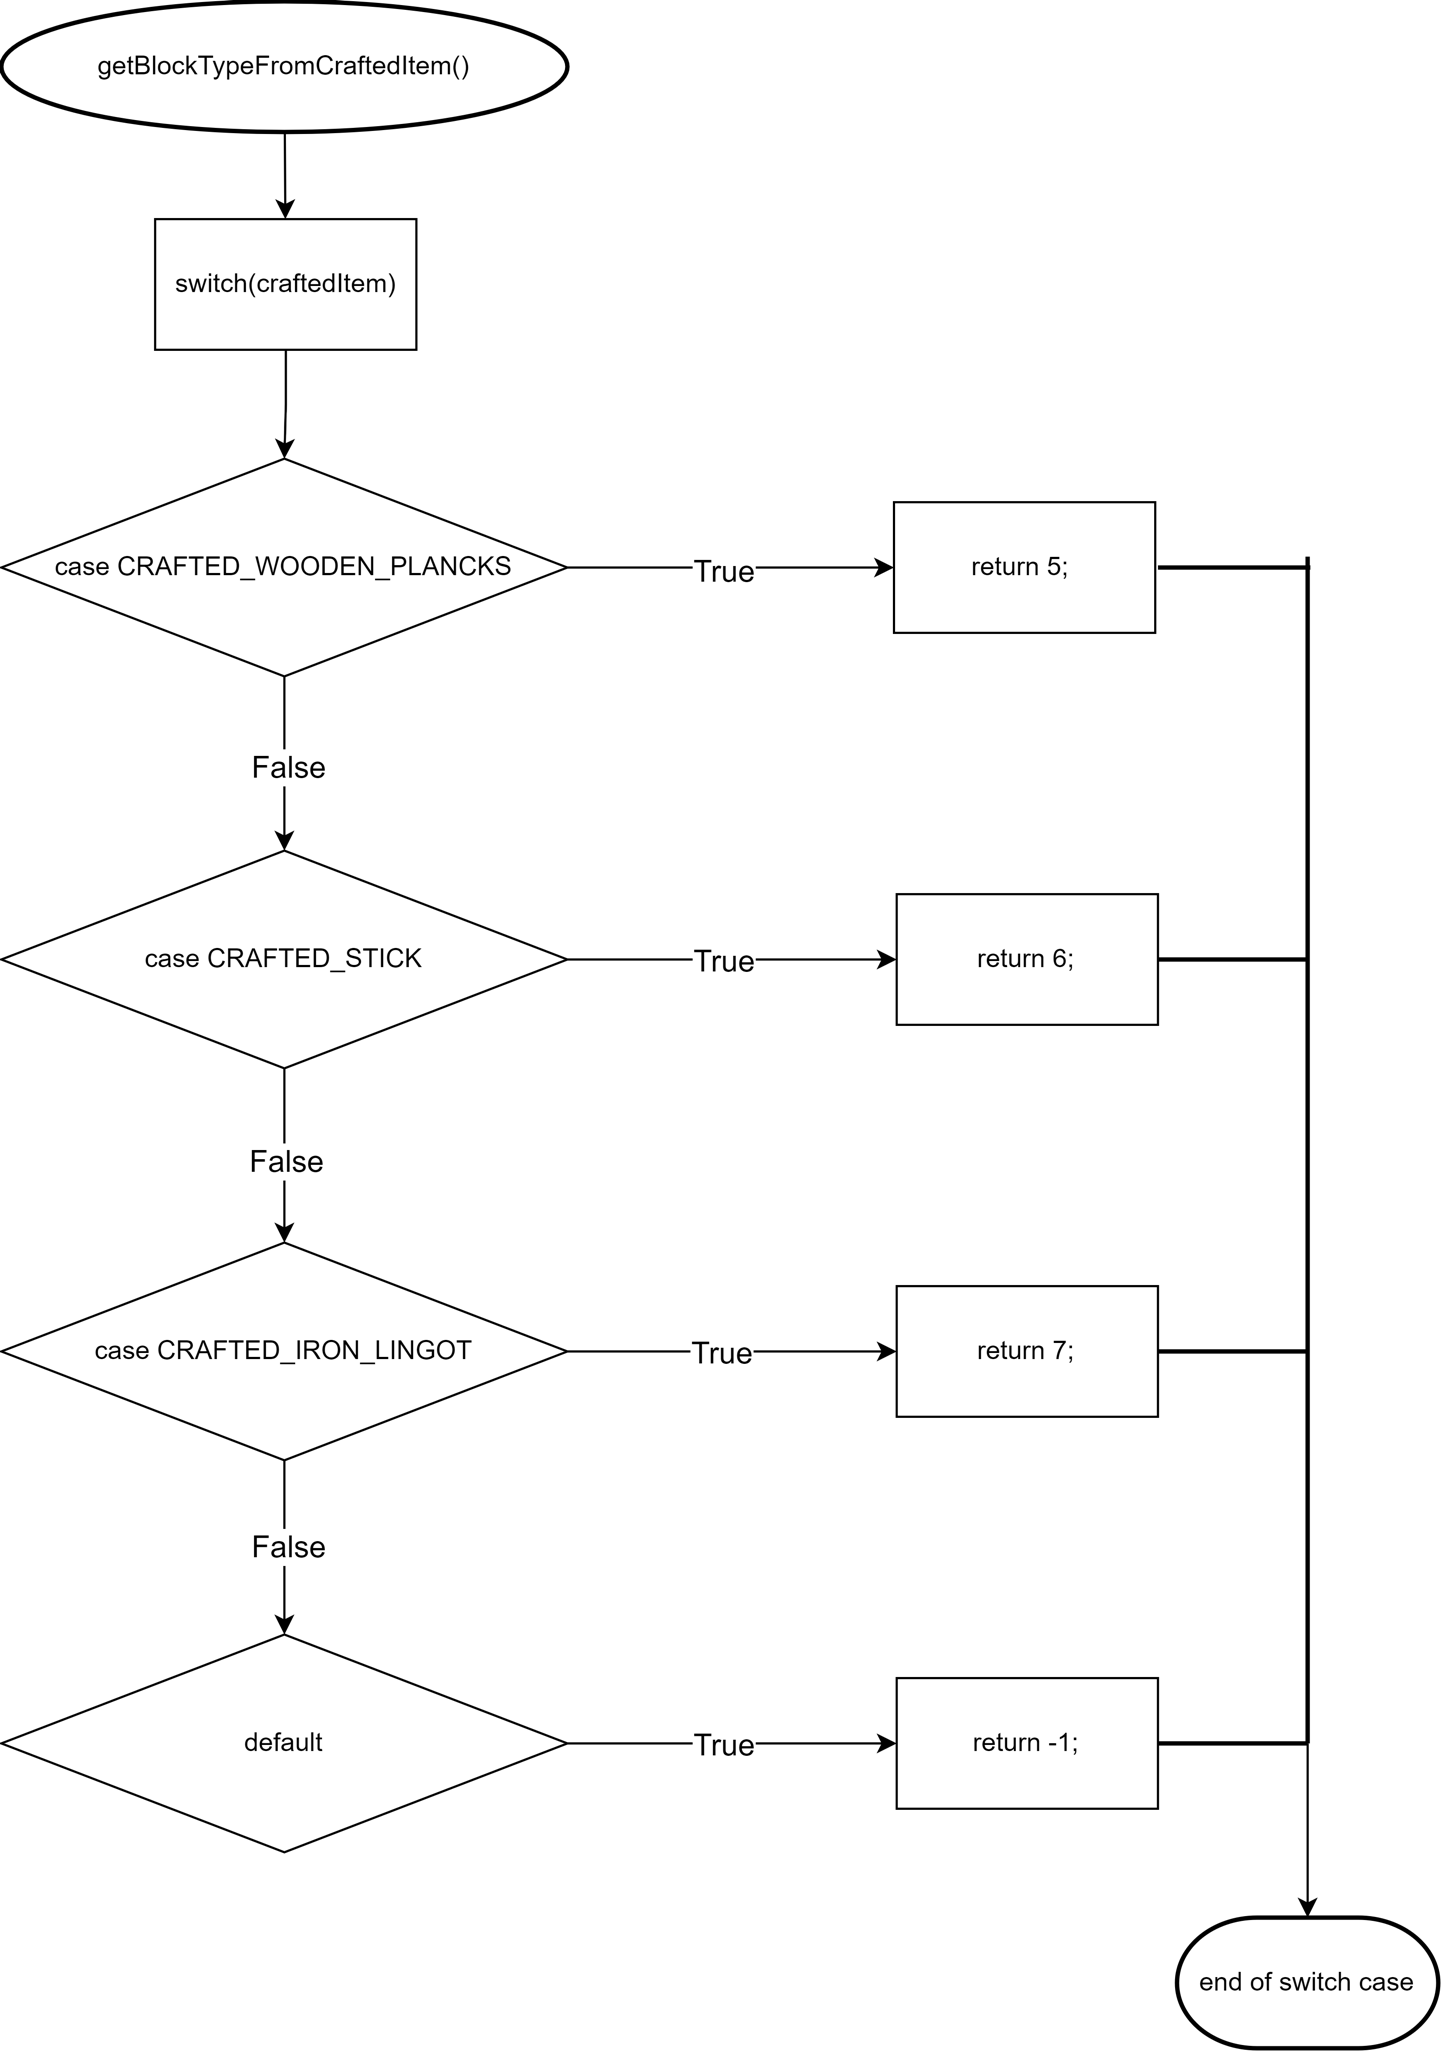 getBlockTypeFromCraftedItem()
switch(craftedItem)
case CRAFTED_WOODEN_PLANCKS
True
return 5;
False
case CRAFTED_STICK
True
return 6;
False
case CRAFTED_IRON_LINGOT
True
return 7;
False
default
True
return -1;
end of switch case